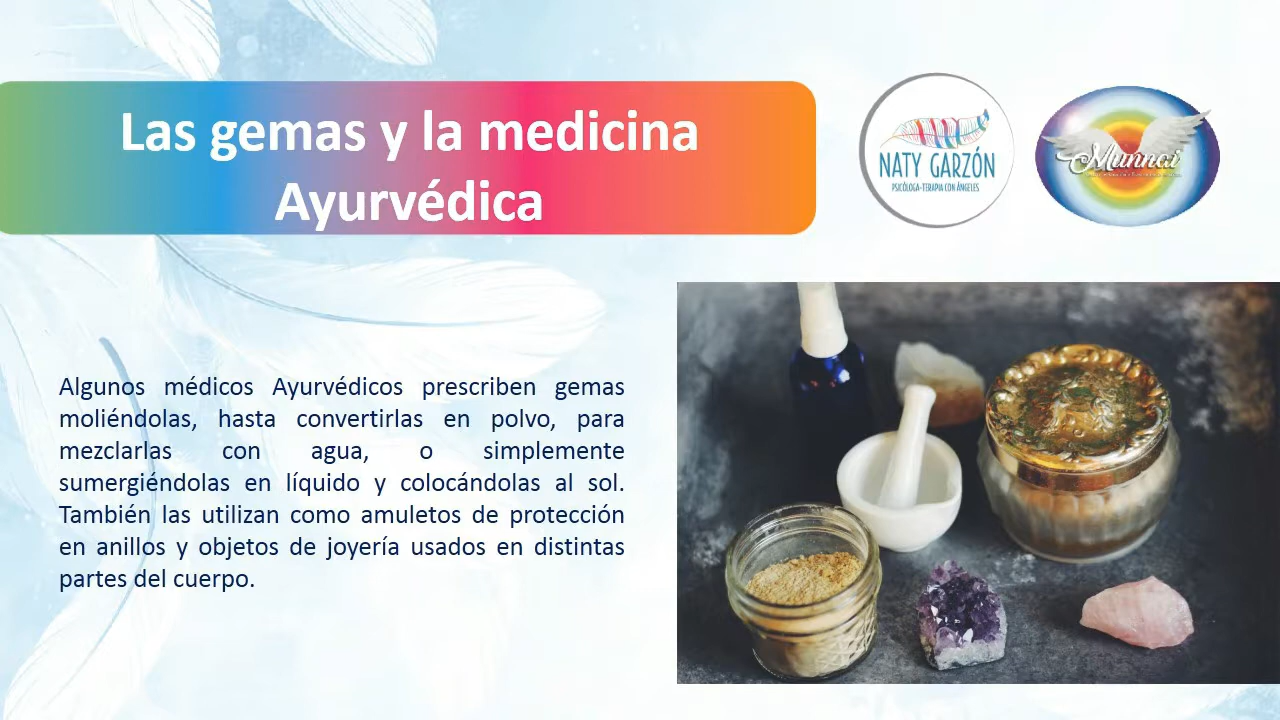 Las gemas y la medicina
Ayurvédica
NATY GARZÓN
PSICÓLOGA-TERAPIA CON ÁNGELES
Munnai
Algunos médicos Ayurvédicos prescriben gemas
moliéndolas, hasta convertirlas en polvo, para
mezclarlas con agua, o simplemente
sumergiéndolas en líquido y colocándolas al sol.
También las utilizan como amuletos de protección
en anillos y objetos de joyería usados en distintas
partes del cuerpo.